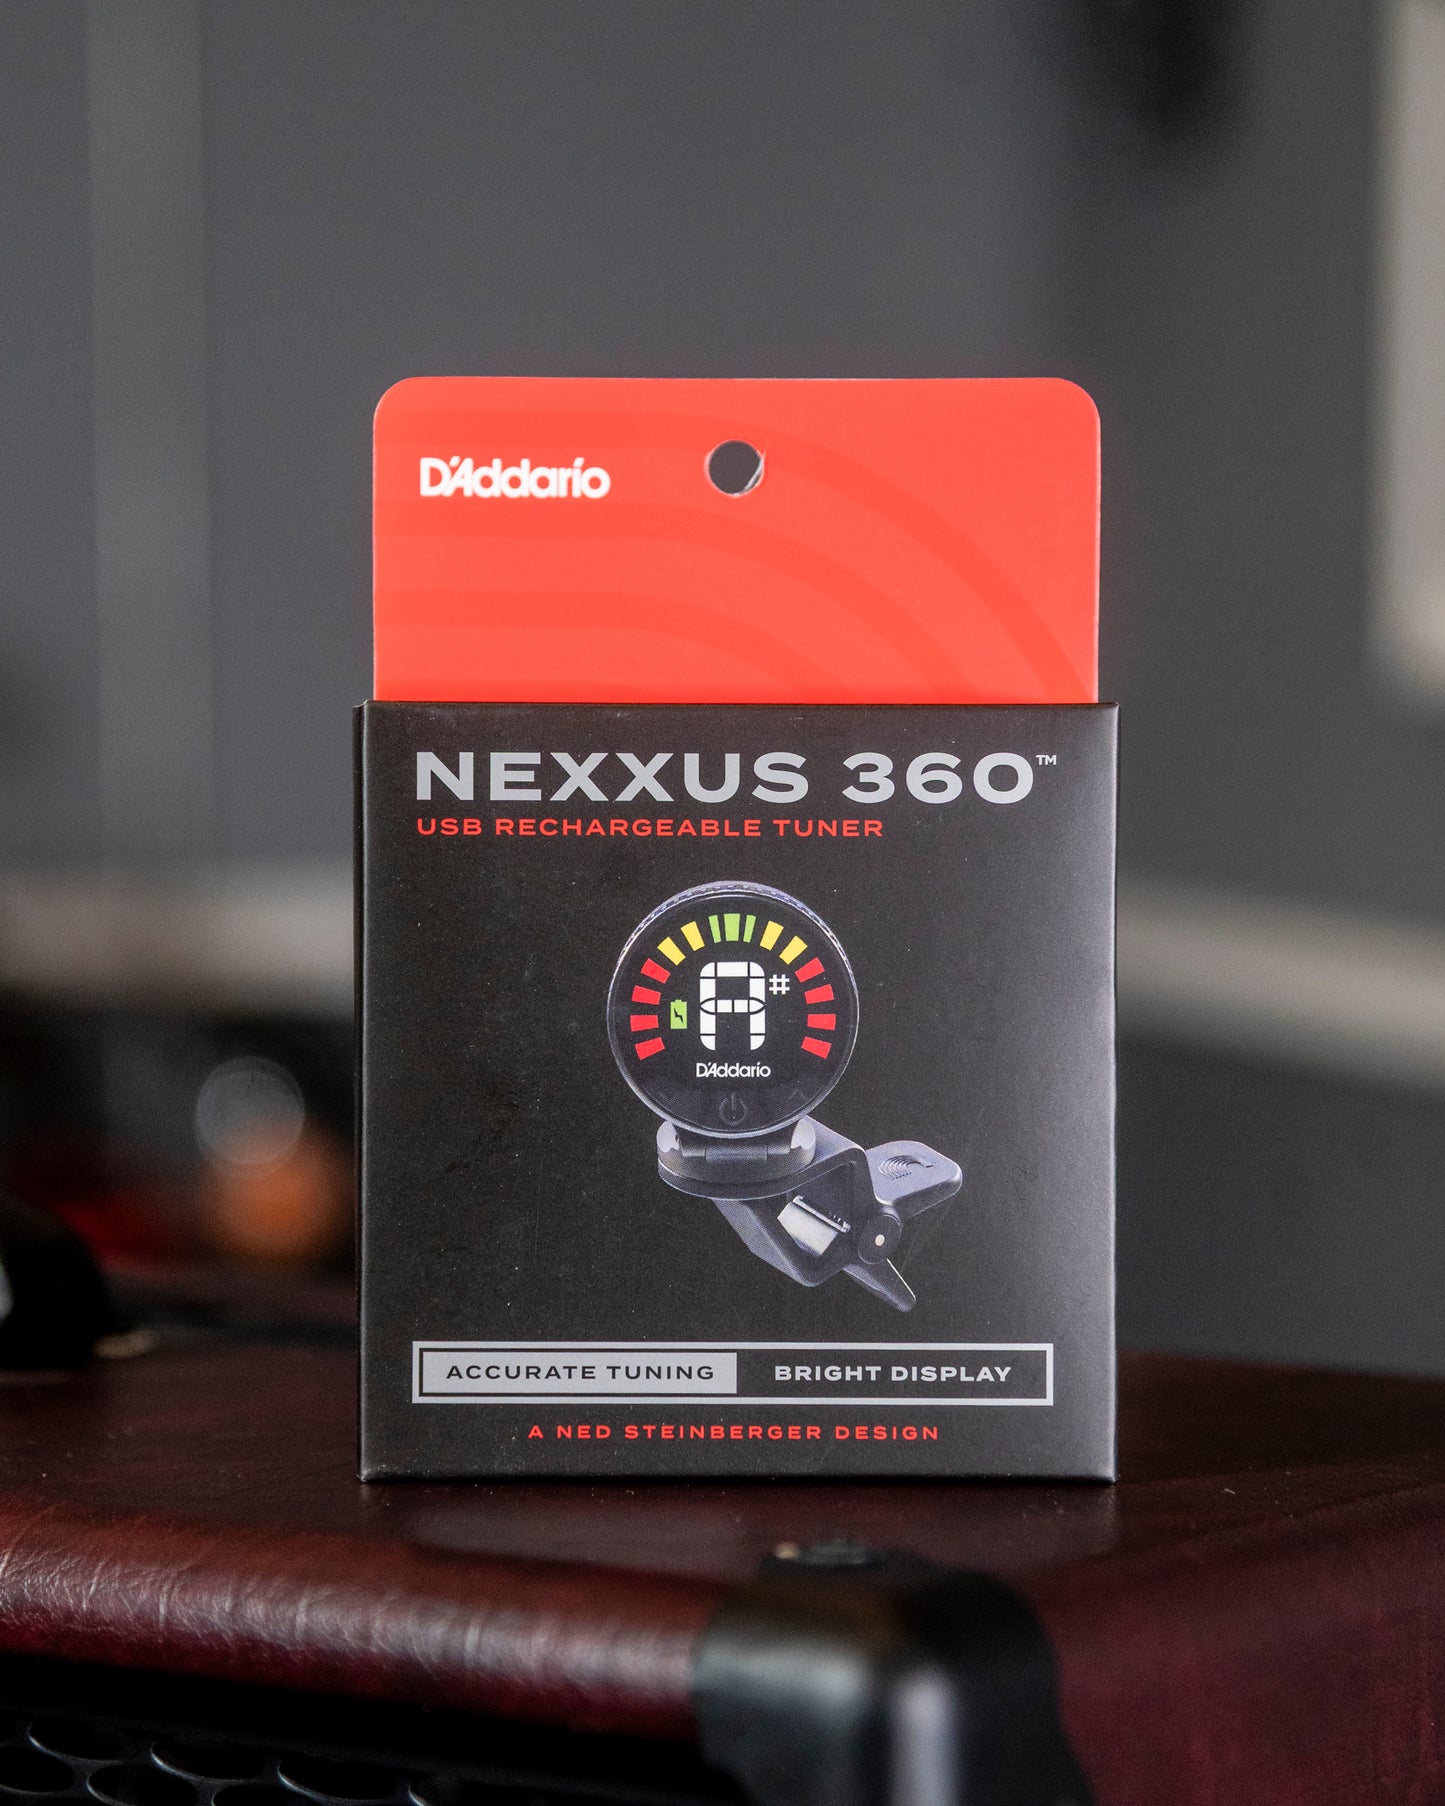 D'Addario
NEXXUS 360™
USB RECHARGEABLE TUNER
A#
D'Addario
ACCURATE TUNING BRIGHT DISPLAY
A NED STEINBERGER DESIGN